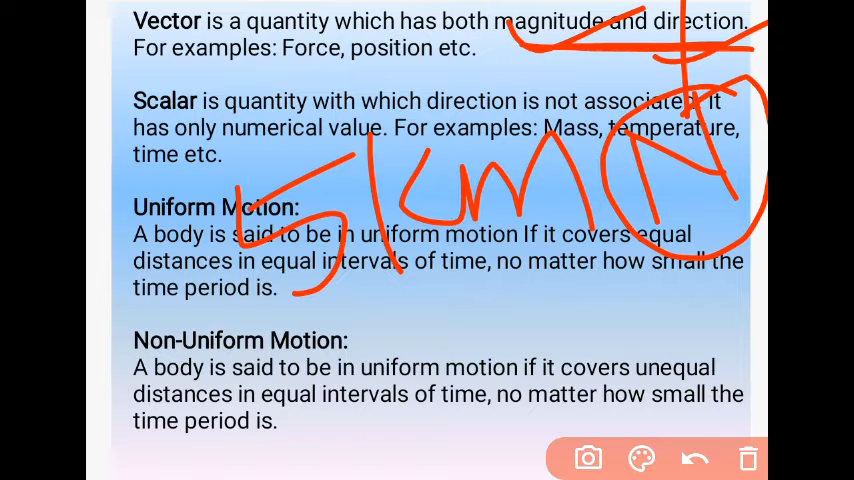 Vector is a quantity which has both magnitude and direction.
For examples: Force, position etc.
Scalar is quantity with which direction is not associated. It
has only numerical value. For examples: Mass, temperature,
time etc.
5km N
Uniform Motion:
A body is said to be in uniform motion If it covers equal
distances in equal intervals of time, no matter how small the
time period is.
Non-Uniform Motion:
A body is said to be in uniform motion if it covers unequal
distances in equal intervals of time, no matter how small the
time period is.